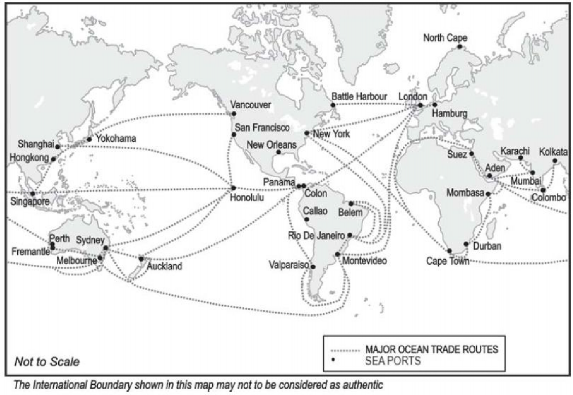 North Cape
Battle Harbour
London
Hamburg
Vancouver
San Francisco
New York
New Orleans
Shanghai
Yokohama
Hongkong
Singapore
Suez
Karachi
Kolkata
Aden
Mumbai
Colombo
Mombasa
Panama
Colon
Honolulu
Callao
Belem
Rio De Janeiro
Perth
Sydney
Fremantle
Melbourne
Auckland
Valparaiso
Montevideo
Cape Town
Durban
Not to Scale
MAJOR OCEAN TRADE ROUTES
SEA PORTS
The International Boundary shown in this map may not to be considered as authentic